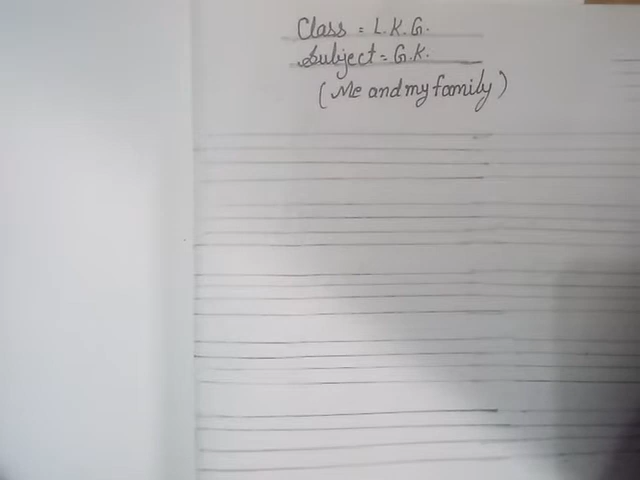 Class = L.K.G.
Subject = G.K.
(Me and my family)